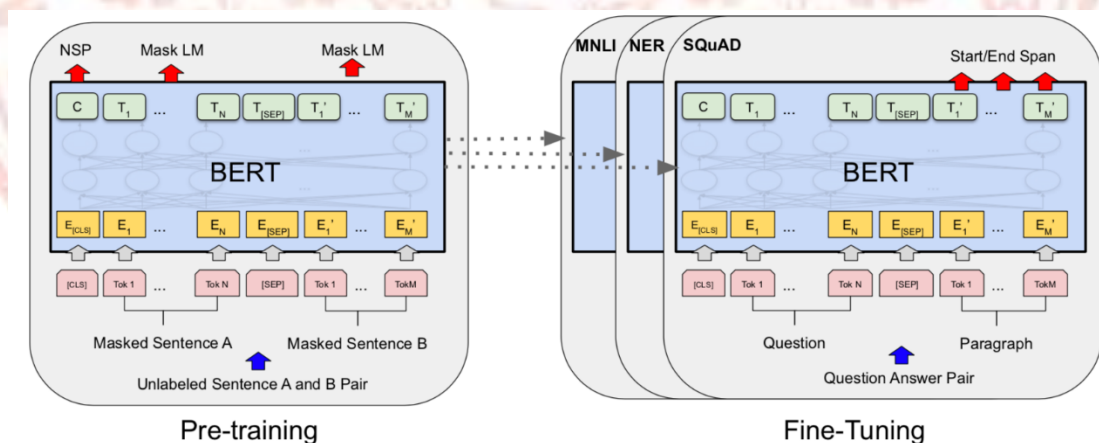 NSP Mask LM Mask LM
C T1 ... TN T[SEP] T1' ... TM'
BERT
E[CLS] E1 ... EN E[SEP] E1' ... EM'
[CLS] Tok 1 ... Tok N [SEP] Tok 1 ... TokM
Masked Sentence A Masked Sentence B
Unlabeled Sentence A and B Pair
Pre-training
MNLI NER SQuAD
Start/End Span
C T1 ... TN T[SEP] T1' ... TM'
BERT
E[CLS] E1 ... EN E[SEP] E1' ... EM'
[CLS] Tok 1 ... Tok N [SEP] Tok 1 ... TokM
Question Paragraph
Question Answer Pair
Fine-Tuning